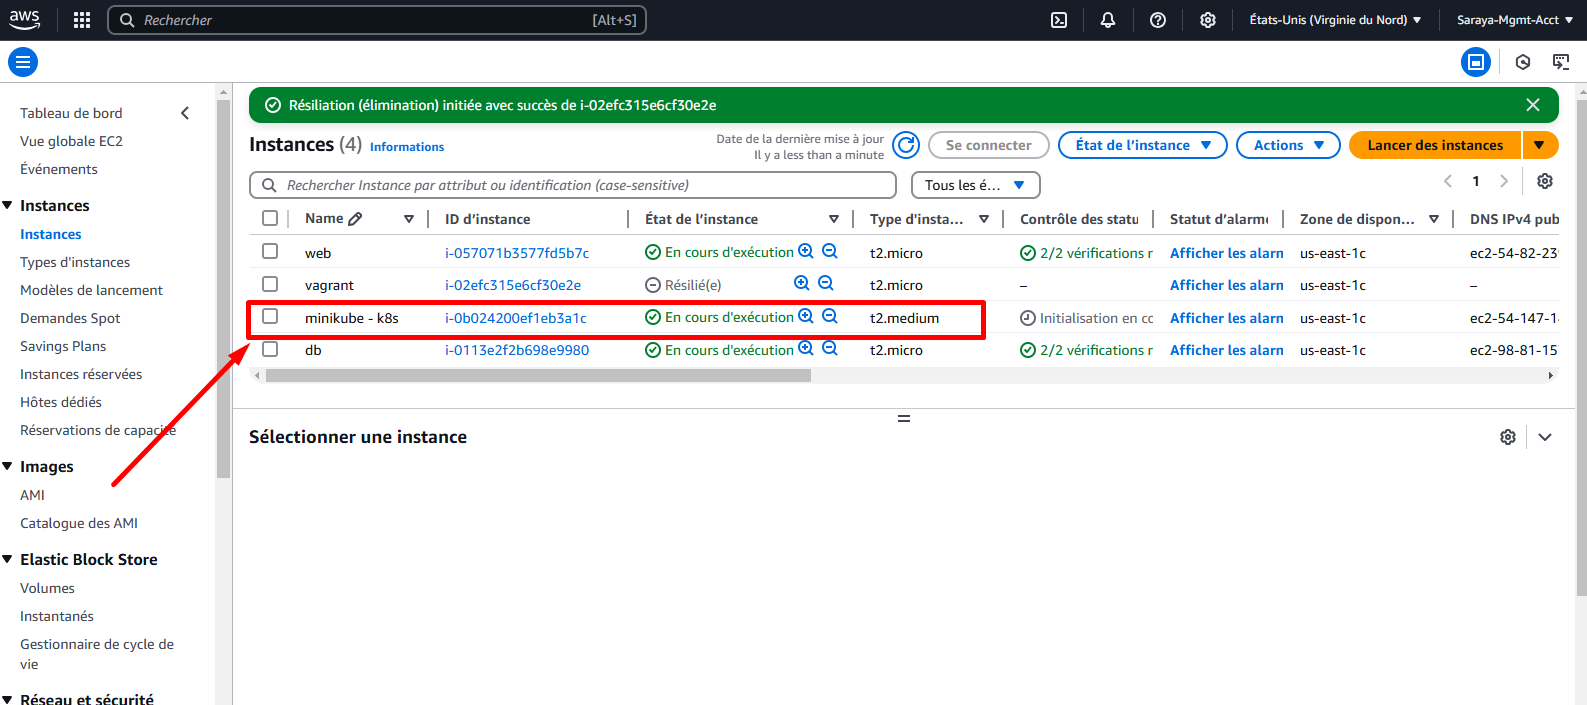 aws Rechercher [Alt+S] États-Unis (Virginie du Nord) Saraya-Mgmt-Acct
Tableau de bord
Vue globale EC2
Événements
Instances
Instances
Types d'instances
Modèles de lancement
Demandes Spot
Savings Plans
Instances réservées
Hôtes dédiés
Réservations de capacité
Images
AMI
Catalogue des AMI
Elastic Block Store
Volumes
Instantanés
Gestionnaire de cycle de
vie
Réseau et sécurité
Résiliation (élimination) initiée avec succès de i-02efc315e6cf30e2e
Instances (4) Informations
Date de la dernière mise à jour
Il y a less than a minute
Se connecter État de l'instance Actions Lancer des instances
Rechercher Instance par attribut ou identification (case-sensitive) Tous les é... 1
Name ID d'instance État de l'instance Type d'insta... Contrôle des statu Statut d'alarme Zone de dispon... DNS IPv4 pub
web i-057071b3577fd5b7c En cours d'exécution t2.micro 2/2 vérifications r Afficher les alarn us-east-1c ec2-54-82-23
vagrant i-02efc315e6cf30e2e Résilié(e) t2.micro – Afficher les alarn us-east-1c –
minikube - k8s i-0b024200ef1eb3a1c En cours d'exécution t2.medium Initialisation en cc Afficher les alarn us-east-1c ec2-54-147-1
db i-0113e2f2b698e9980 En cours d'exécution t2.micro 2/2 vérifications r Afficher les alarn us-east-1c ec2-98-81-15
Sélectionner une instance